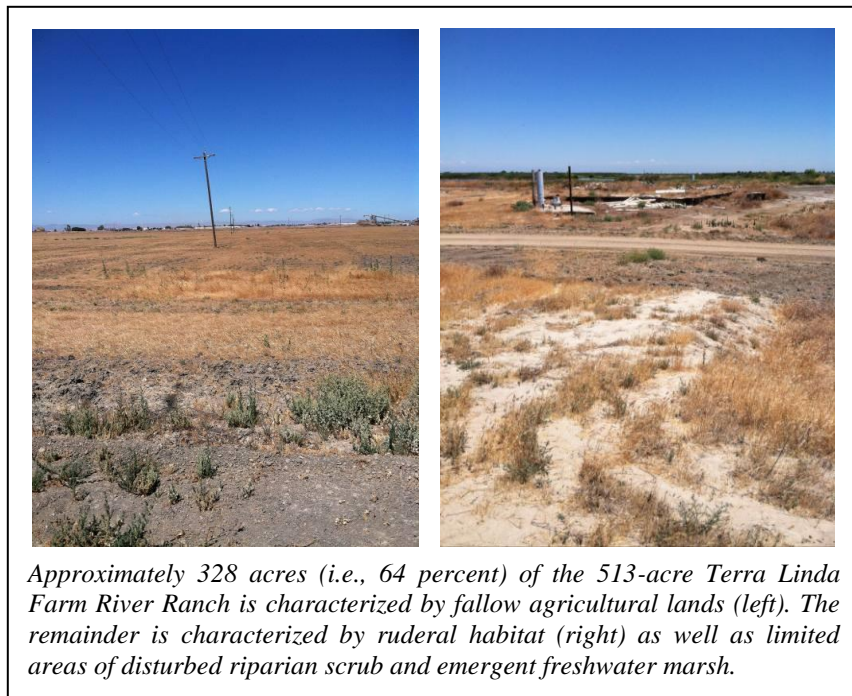 Approximately 328 acres (i.e., 64 percent) of the 513-acre Terra Linda
Farm River Ranch is characterized by fallow agricultural lands (left). The
remainder is characterized by ruderal habitat (right) as well as limited
areas of disturbed riparian scrub and emergent freshwater marsh.